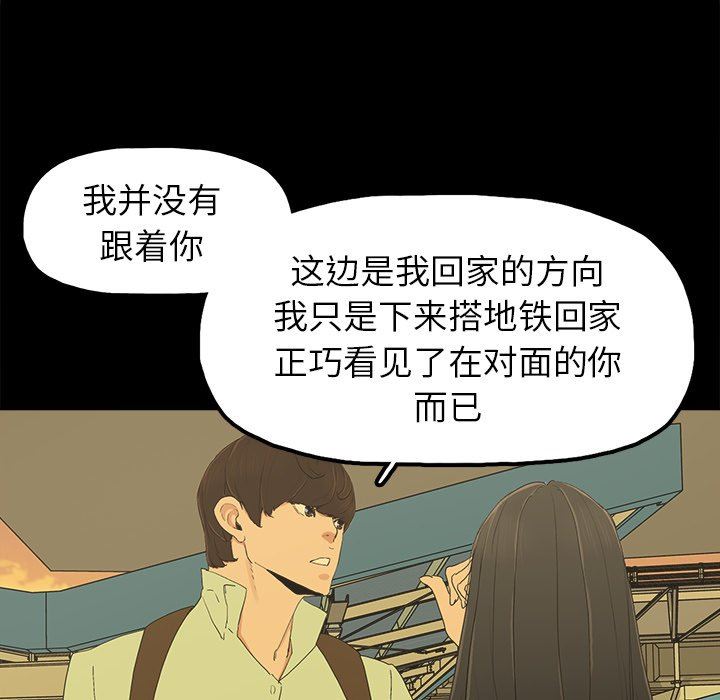 我并没有
跟着你
这边是我回家的方向
我只是下来搭地铁回家
正巧看见了在对面的你
而已